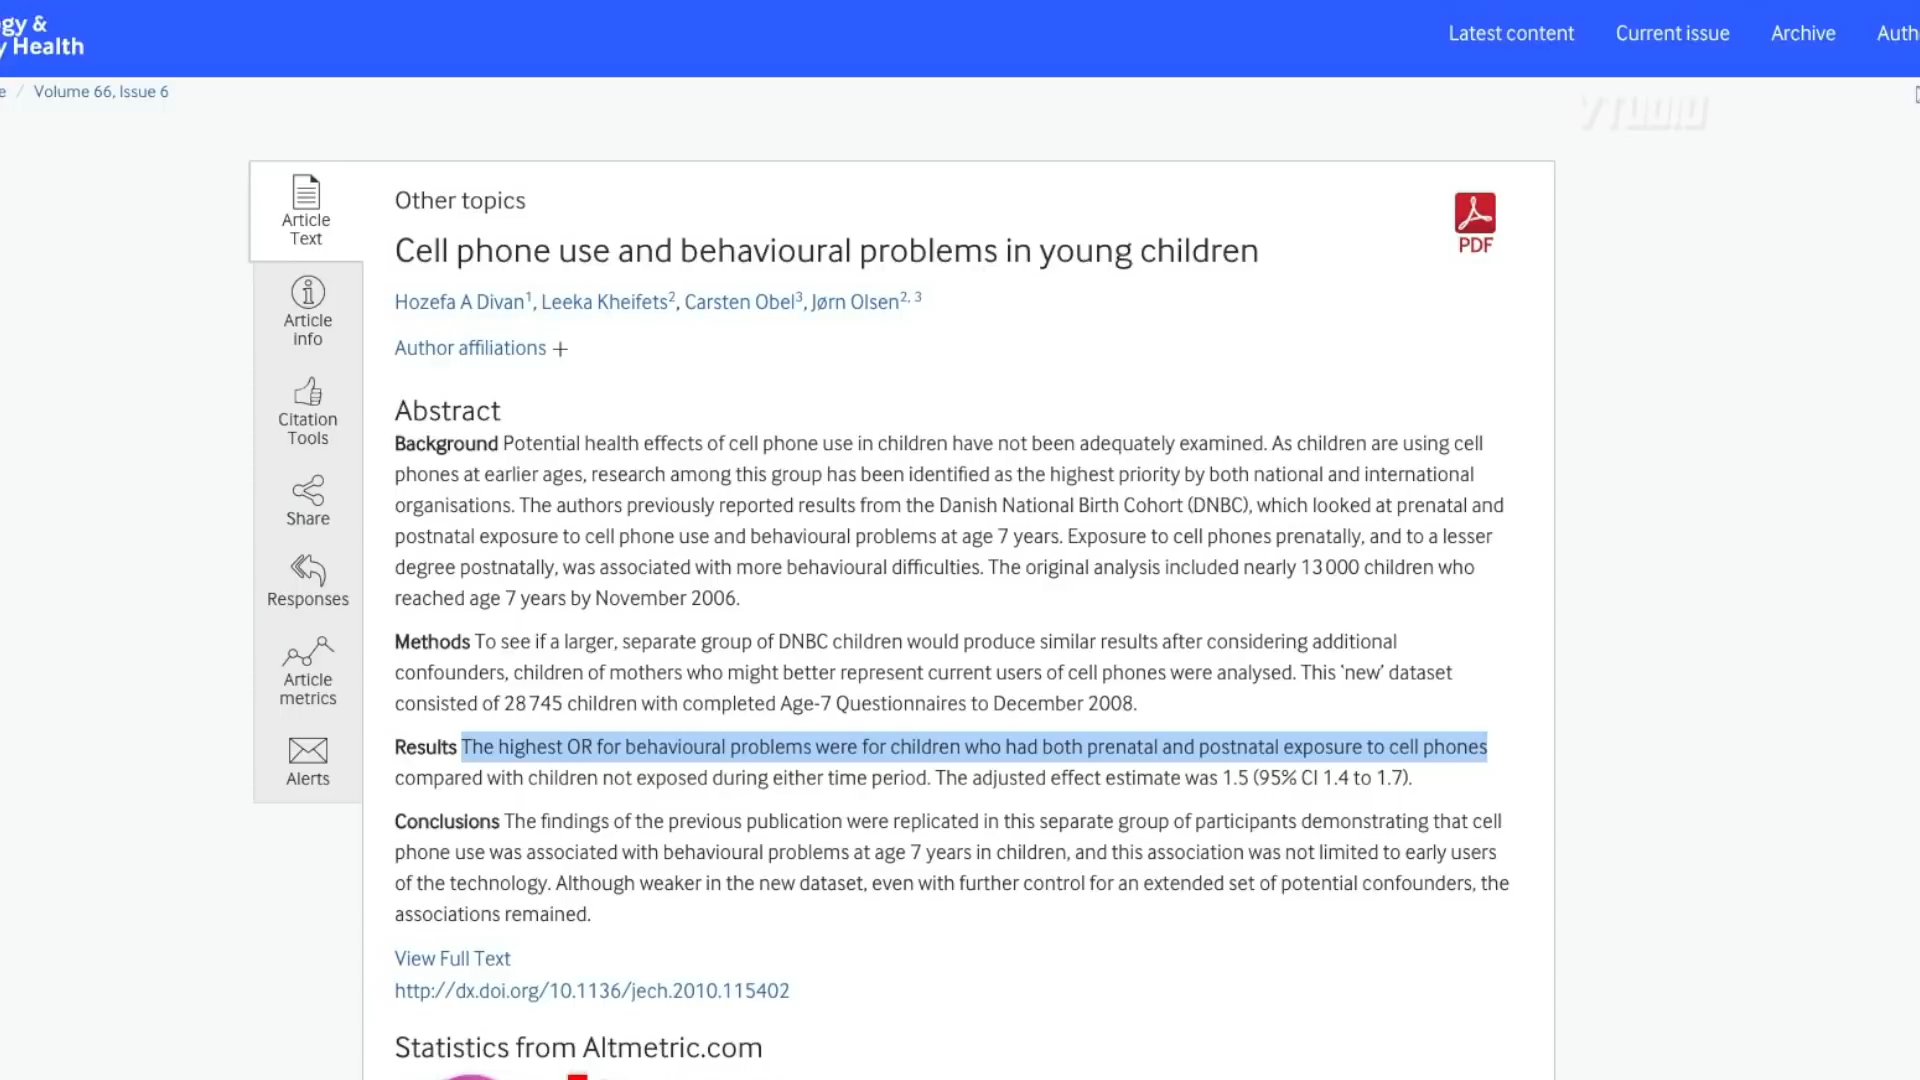 gy &
y Health
Latest content
Current issue
Archive
Auth
e / Volume 66, Issue 6
Article
Text
Article
info
Citation
Tools
Share
Responses
Article
metrics
Alerts
Other topics
PDF
Cell phone use and behavioural problems in young children
Hozefa A Divan1, Leeka Kheifets2, Carsten Obel3, Jørn Olsen2, 3
Author affiliations +
Abstract
Background Potential health effects of cell phone use in children have not been adequately examined. As children are using cell
phones at earlier ages, research among this group has been identified as the highest priority by both national and international
organisations. The authors previously reported results from the Danish National Birth Cohort (DNBC), which looked at prenatal and
postnatal exposure to cell phone use and behavioural problems at age 7 years. Exposure to cell phones prenatally, and to a lesser
degree postnatally, was associated with more behavioural difficulties. The original analysis included nearly 13 000 children who
reached age 7 years by November 2006.
Methods To see if a larger, separate group of DNBC children would produce similar results after considering additional
confounders, children of mothers who might better represent current users of cell phones were analysed. This ‘new’ dataset
consisted of 28 745 children with completed Age-7 Questionnaires to December 2008.
Results The highest OR for behavioural problems were for children who had both prenatal and postnatal exposure to cell phones
compared with children not exposed during either time period. The adjusted effect estimate was 1.5 (95% CI 1.4 to 1.7).
Conclusions The findings of the previous publication were replicated in this separate group of participants demonstrating that cell
phone use was associated with behavioural problems at age 7 years in children, and this association was not limited to early users
of the technology. Although weaker in the new dataset, even with further control for an extended set of potential confounders, the
associations remained.
View Full Text
http://dx.doi.org/10.1136/jech.2010.115402
Statistics from Altmetric.com